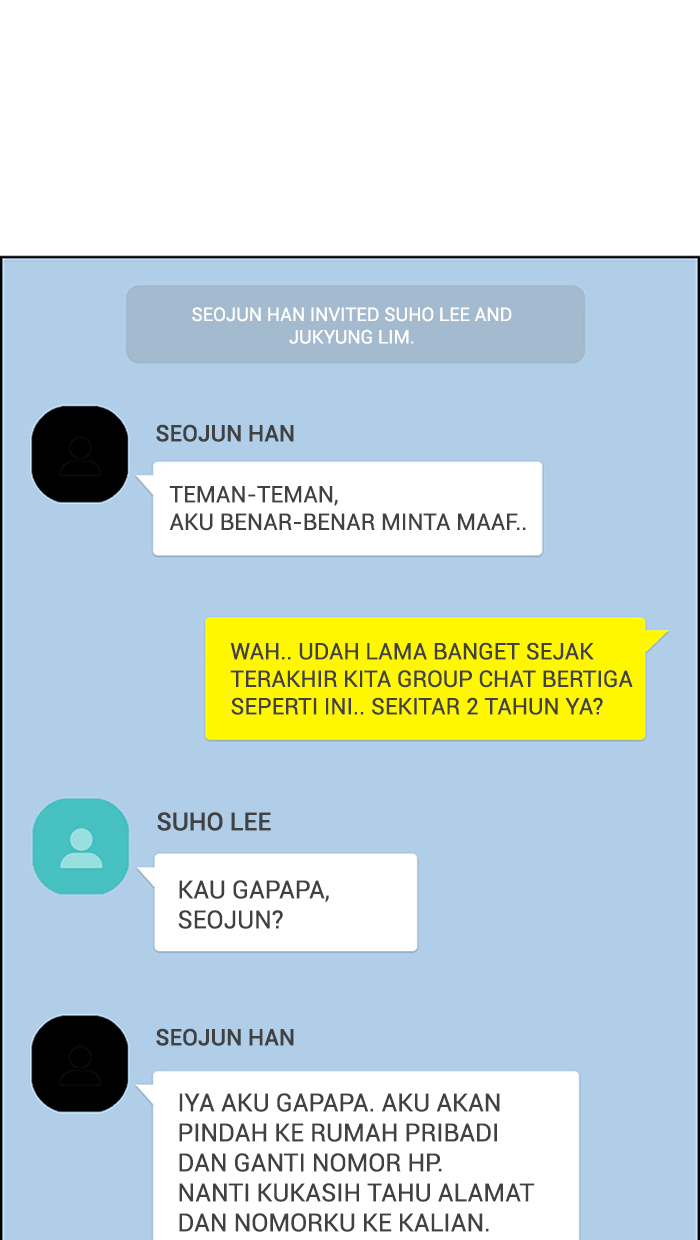 SEOJUN HAN INVITED SUHO LEE AND
JUKYUNG LIM.
SEOJUN HAN
TEMAN-TEMAN,
AKU BENAR-BENAR MINTA MAAF..
WAH.. UDAH LAMA BANGET SEJAK
TERAKHIR KITA GROUP CHAT BERTIGA
SEPERTI INI.. SEKITAR 2 TAHUN YA?
SUHO LEE
KAU GAPAPA,
SEOJUN?
SEOJUN HAN
IYA AKU GAPAPA. AKU AKAN
PINDAH KE RUMAH PRIBADI
DAN GANTI NOMOR HP.
NANTI KUKASIH TAHU ALAMAT
DAN NOMORKU KE KALIAN.